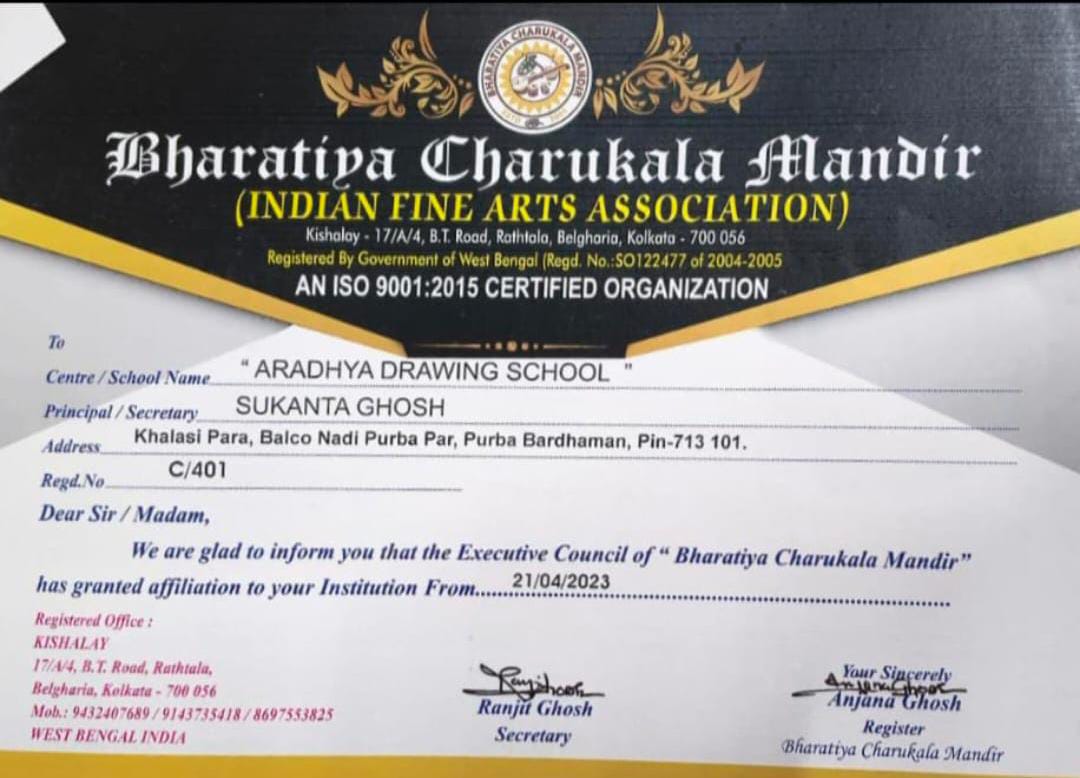 BHARATIYA CHARUKALA MANDIR
Bharatiya Charukala Mandir
(INDIAN FINE ARTS ASSOCIATION)
Kishalay - 17/A/4, B.T. Road, Rathtala, Belgharia, Kolkata - 700 056
Registered By Government of West Bengal (Regd. No.:SO122477 of 2004-2005
AN ISO 9001:2015 CERTIFIED ORGANIZATION
To
Centre / School Name " ARADHYA DRAWING SCHOOL "
Principal / Secretary SUKANTA GHOSH
Address Khalasi Para, Balco Nadi Purba Par, Purba Bardhaman, Pin-713 101.
Regd.No C/401
Dear Sir / Madam,
We are glad to inform you that the Executive Council of “ Bharatiya Charukala Mandir”
has granted affiliation to your Institution From......21/04/2023
Registered Office :
KISHALAY
17/A/4, B.T. Road, Rathtala,
Belgharia, Kolkata - 700 056
Mob.: 9432407689 / 9143735418 / 8697553825
WEST BENGAL INDIA
Ranjit Ghosh
Secretary
Your Sincerely
Anjana Ghosh
Anjana Ghosh
Register
Bharatiya Charukala Mandir